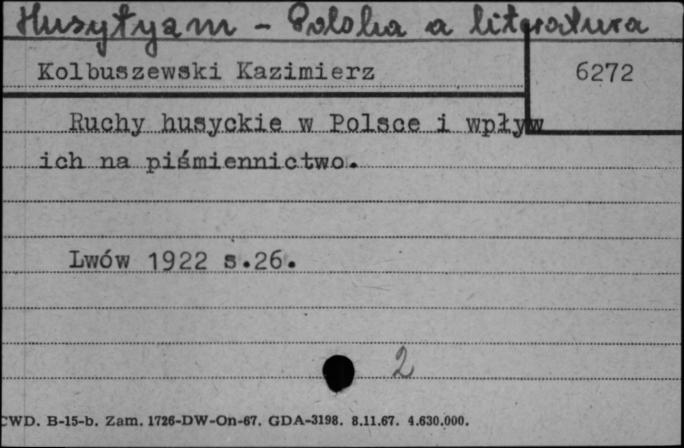 Husytyzm - Polska a literatura
Kolbuszewski Kazimierz 6272
Ruchy husyckie w Polsce i wpływ
ich na piśmiennictwo.
Lwów 1922 s.26.
2
CWD. B-15-b. Zam. 1726-DW-On-67. GDA-3198. 8.11.67. 4.630.000.